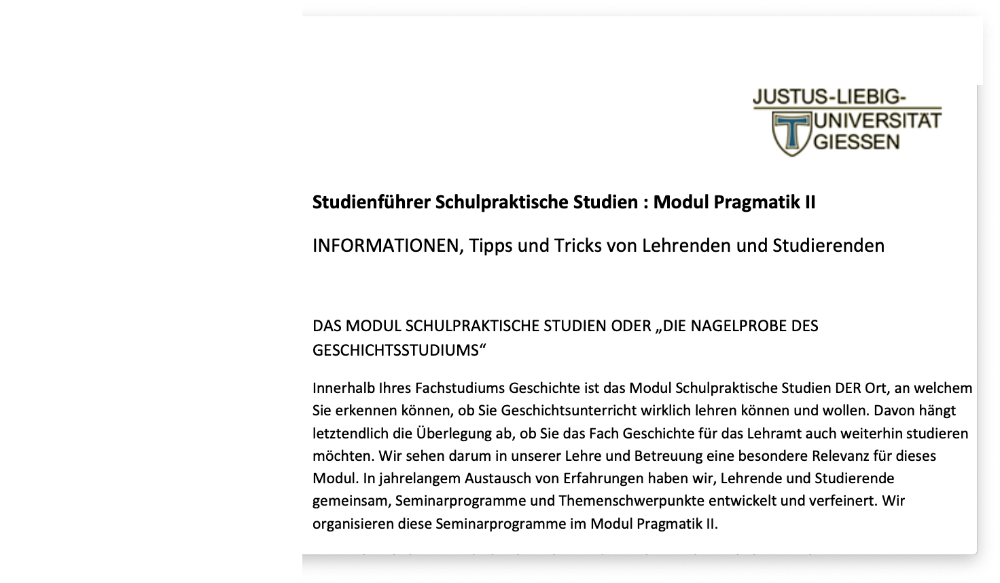 JUSTUS-LIEBIG-
UNIVERSITÄT
GIESSEN
Studienführer Schulpraktische Studien : Modul Pragmatik II
INFORMATIONEN, Tipps und Tricks von Lehrenden und Studierenden
DAS MODUL SCHULPRAKTISCHE STUDIEN ODER „DIE NAGELPROBE DES
GESCHICHTSSTUDIUMS“
Innerhalb Ihres Fachstudiums Geschichte ist das Modul Schulpraktische Studien DER Ort, an welchem
Sie erkennen können, ob Sie Geschichtsunterricht wirklich lehren können und wollen. Davon hängt
letztendlich die Überlegung ab, ob Sie das Fach Geschichte für das Lehramt auch weiterhin studieren
möchten. Wir sehen darum in unserer Lehre und Betreuung eine besondere Relevanz für dieses
Modul. In jahrelangem Austausch von Erfahrungen haben wir, Lehrende und Studierende
gemeinsam, Seminarprogramme und Themenschwerpunkte entwickelt und verfeinert. Wir
organisieren diese Seminarprogramme im Modul Pragmatik II.